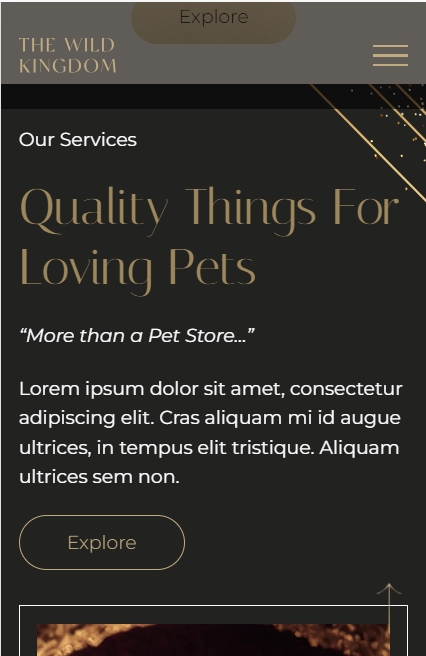 Explore
THE WILD
KINGDOM
Our Services
Quality Things For
Loving Pets
“More than a Pet Store...”
Lorem ipsum dolor sit amet, consectetur
adipiscing elit. Cras aliquam mi id augue
ultrices, in tempus elit tristique. Aliquam
ultrices sem non.
Explore